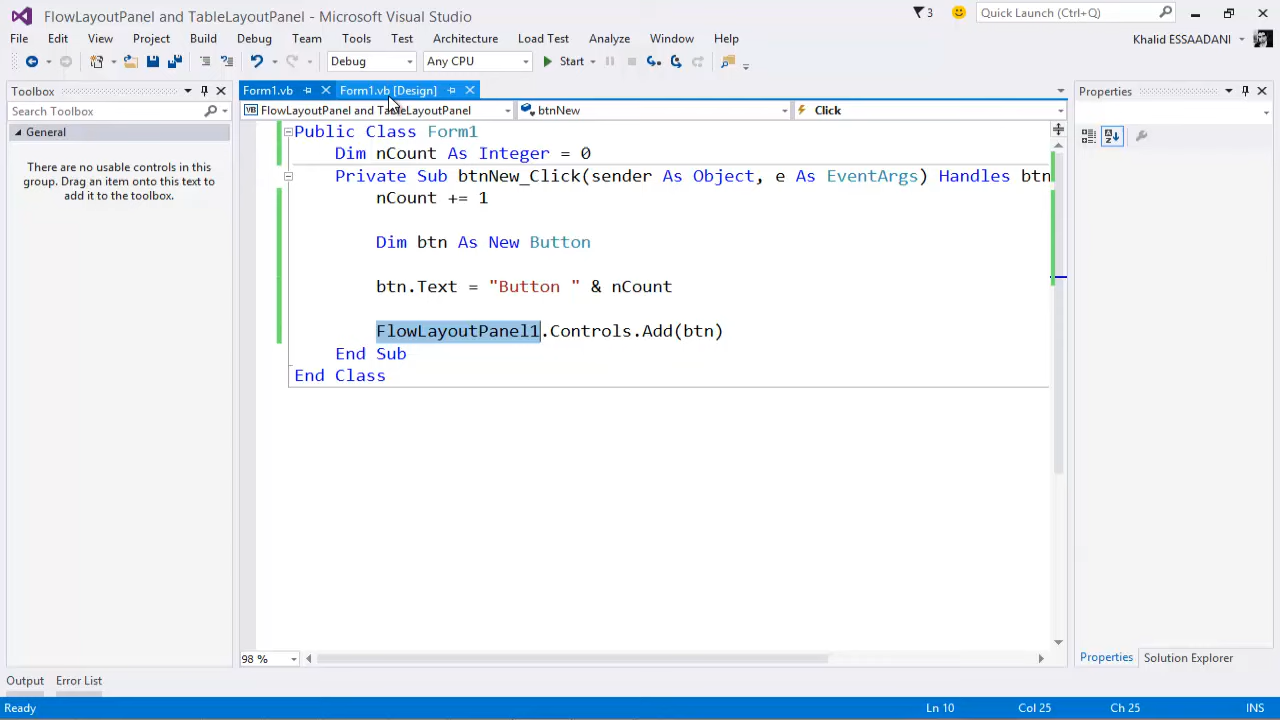 FlowLayoutPanel and TableLayoutPanel - Microsoft Visual Studio
3
Quick Launch (Ctrl+Q)
File Edit View Project Build Debug Team Tools Test Architecture Load Test Analyze Window Help
Khalid ESSAADANI
Debug Any CPU Start
Toolbox
Search Toolbox
General
There are no usable controls in this
group. Drag an item onto this text to
add it to the toolbox.
Form1.vb Form1.vb [Design]
FlowLayoutPanel and TableLayoutPanel btnNew Click
Public Class Form1
Dim nCount As Integer = 0
Private Sub btnNew_Click(sender As Object, e As EventArgs) Handles btn
nCount += 1
Dim btn As New Button
btn.Text = "Button " & nCount
FlowLayoutPanel1.Controls.Add(btn)
End Sub
End Class
98 %
Properties
Properties Solution Explorer
Output Error List
Ready Ln 10 Col 25 Ch 25 INS